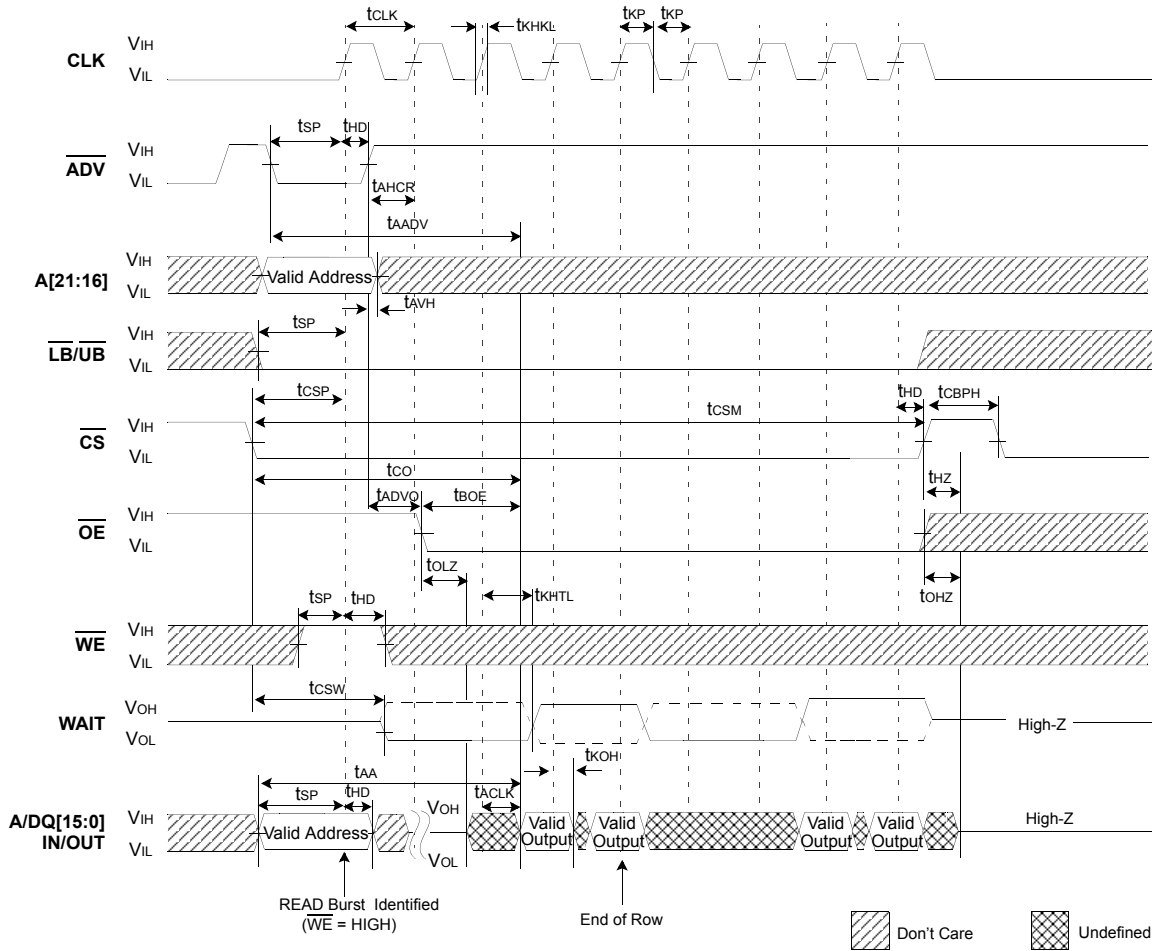 tCLK tKHKL tKP tKP
CLK VIH
VIL
tSP tHD
ADV VIH
VIL
tAHCR
tAADV
A[21:16] VIH
VIL
Valid Address
tAVH
tSP
LB/UB VIH
VIL
tCSP tCSM tHD tCBPH
CS VIH
VIL
tCO tHZ
tADVO tBOE
OE VIH
VIL
tOLZ tKHTL tOHZ
tSP tHD
WE VIH
VIL
tCSW
WAIT VOH
VOL
High-Z
tKOH
tAA
tSP tHD tACLK
A/DQ[15:0]
IN/OUT
VIH
VIL
Valid Address
VOH
VOL
Valid
Output
Valid
Output
Valid
Output
Valid
Output
High-Z
READ Burst Identified
(WE = HIGH)
End of Row
Don't Care
Undefined